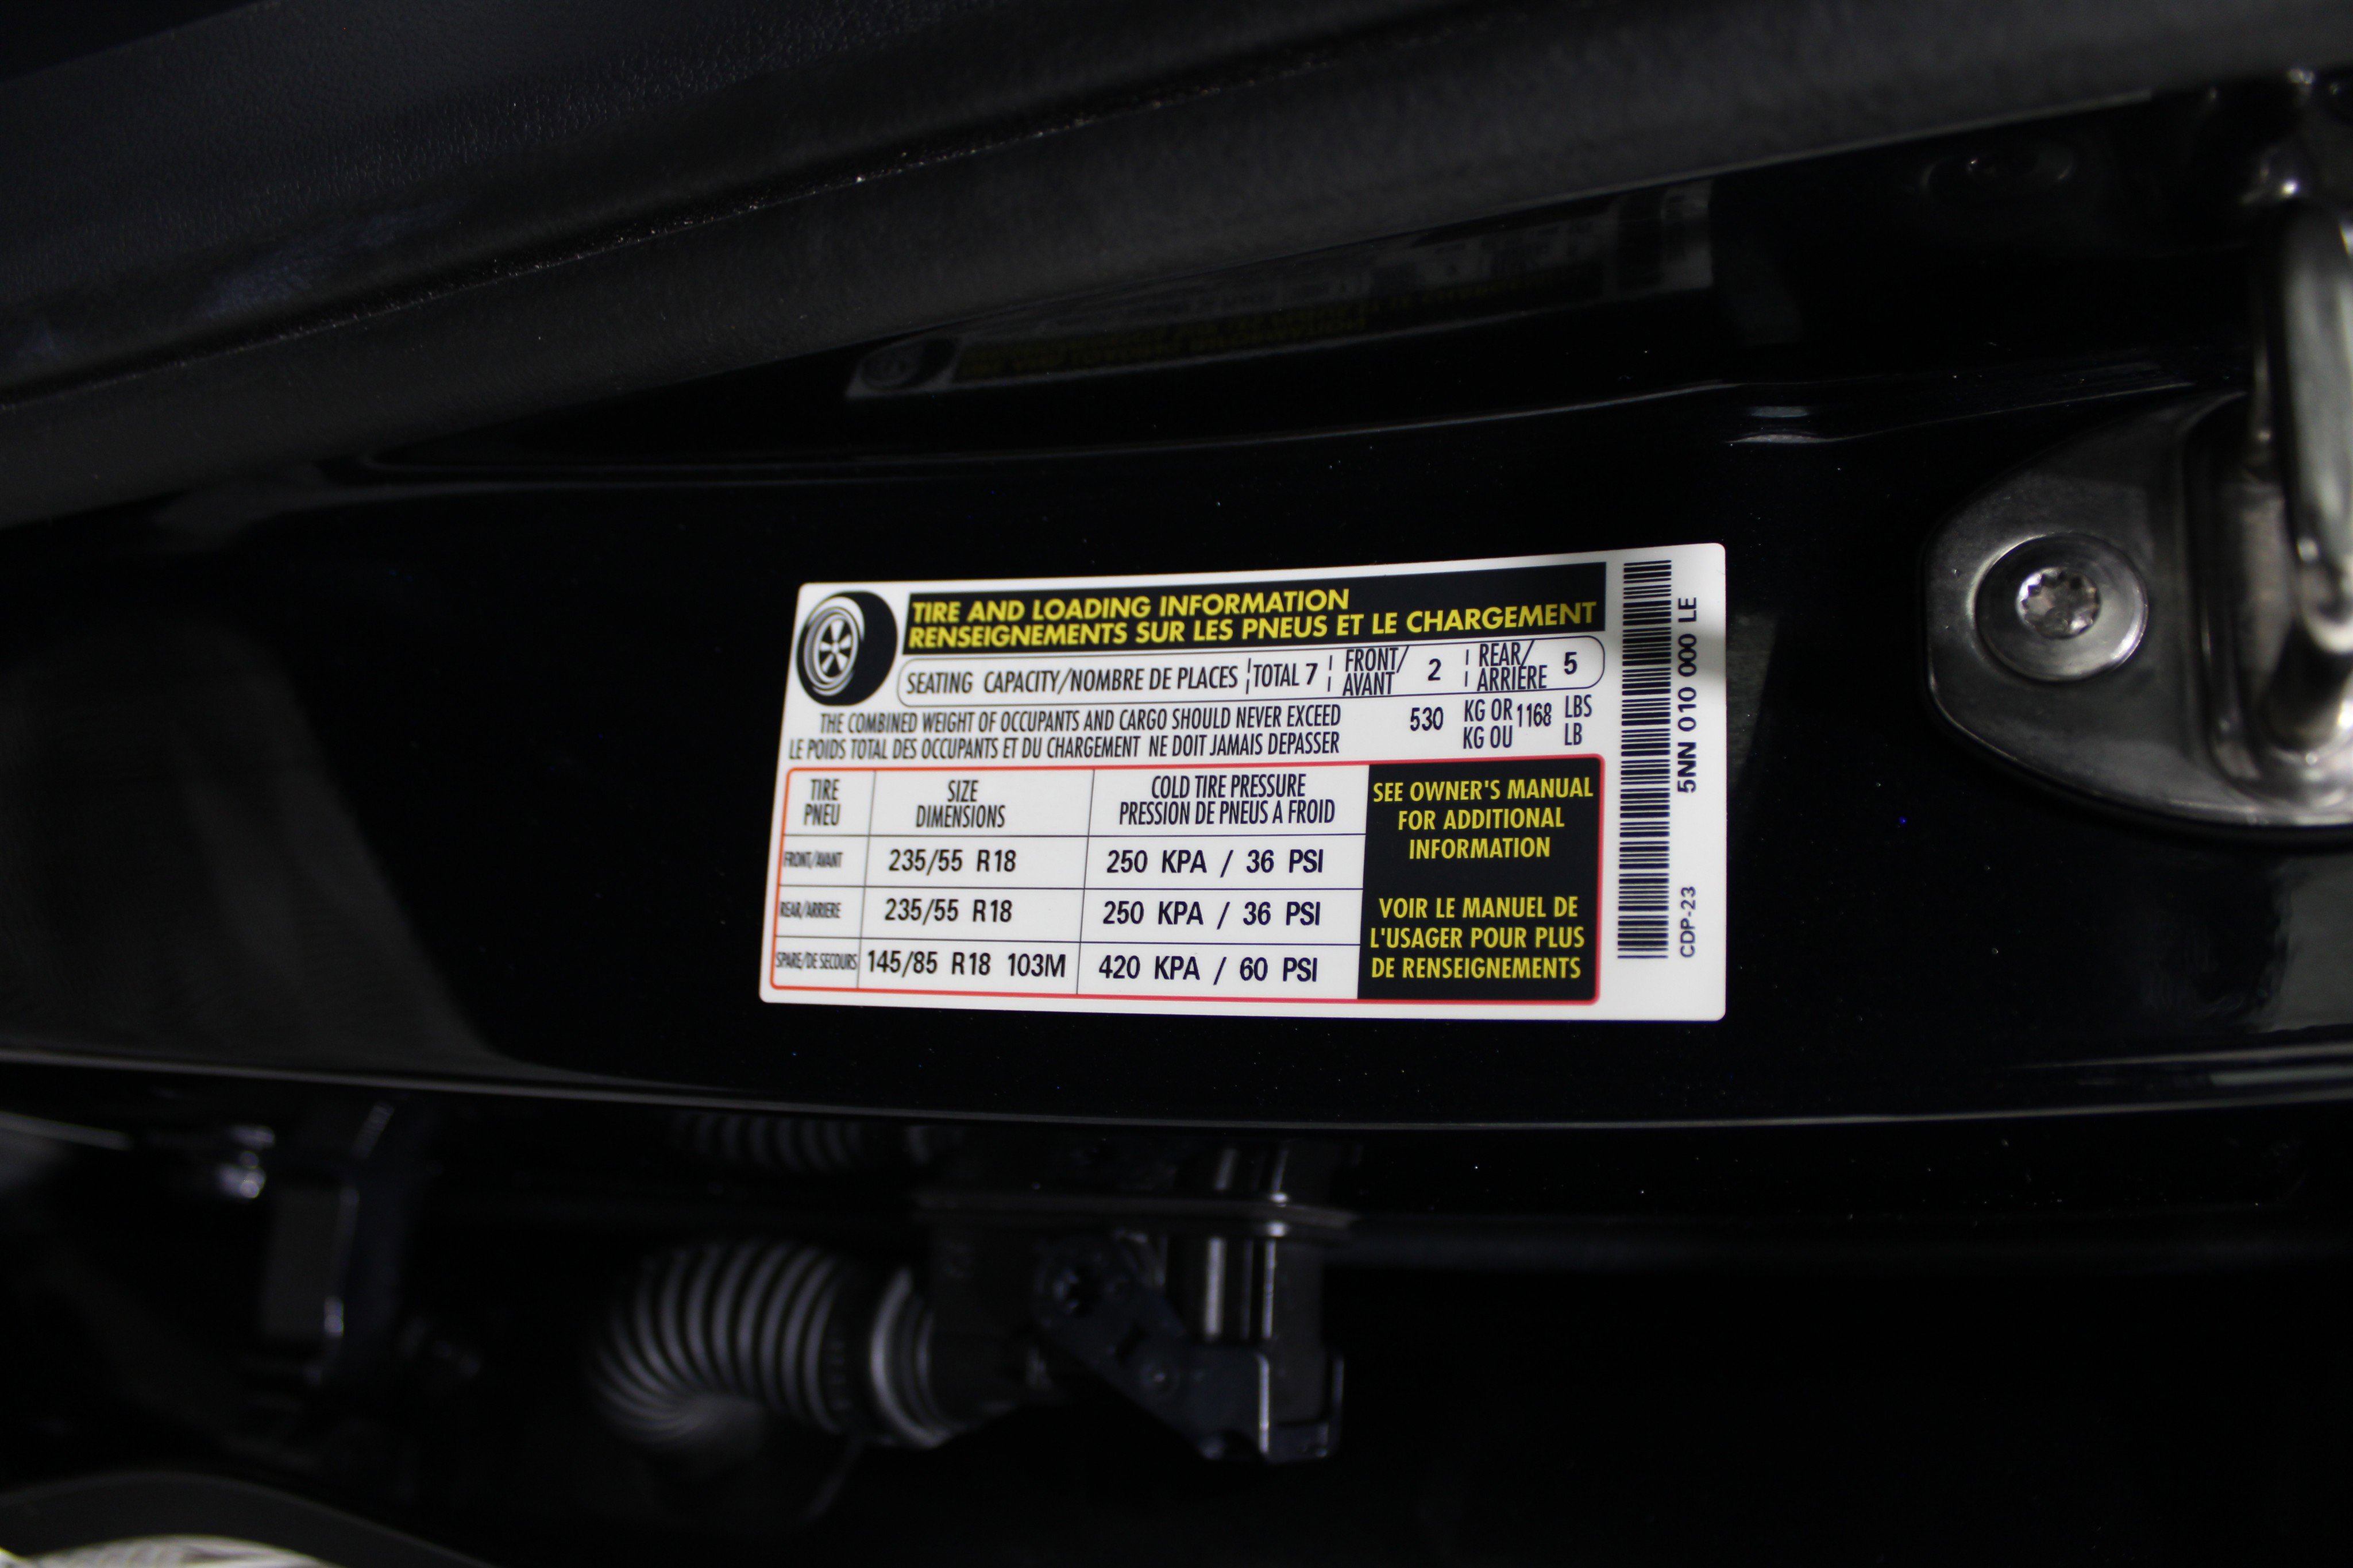 TIRE AND LOADING INFORMATION
RENSEIGNEMENTS SUR LES PNEUS ET LE CHARGEMENT
SEATING CAPACITY/NOMBRE DE PLACES TOTAL 7 FRONT/AVANT 2 REAR/ARRIÈRE 5
THE COMBINED WEIGHT OF OCCUPANTS AND CARGO SHOULD NEVER EXCEED 530 KG OR 1168 LBS
LE POIDS TOTAL DES OCCUPANTS ET DU CHARGEMENT NE DOIT JAMAIS DEPASSER KG OU LB
TIRE SIZE COLD TIRE PRESSURE
PNEU DIMENSIONS PRESSION DE PNEUS A FROID
FRONT/AVANT 235/55 R18 250 KPA / 36 PSI
REAR/ARRIERE 235/55 R18 250 KPA / 36 PSI
SPARE/DE SECOURS 145/85 R18 103M 420 KPA / 60 PSI
SEE OWNER'S MANUAL
FOR ADDITIONAL
INFORMATION
VOIR LE MANUEL DE
L'USAGER POUR PLUS
DE RENSEIGNEMENTS
5NN 010 000 LE
CDP-23